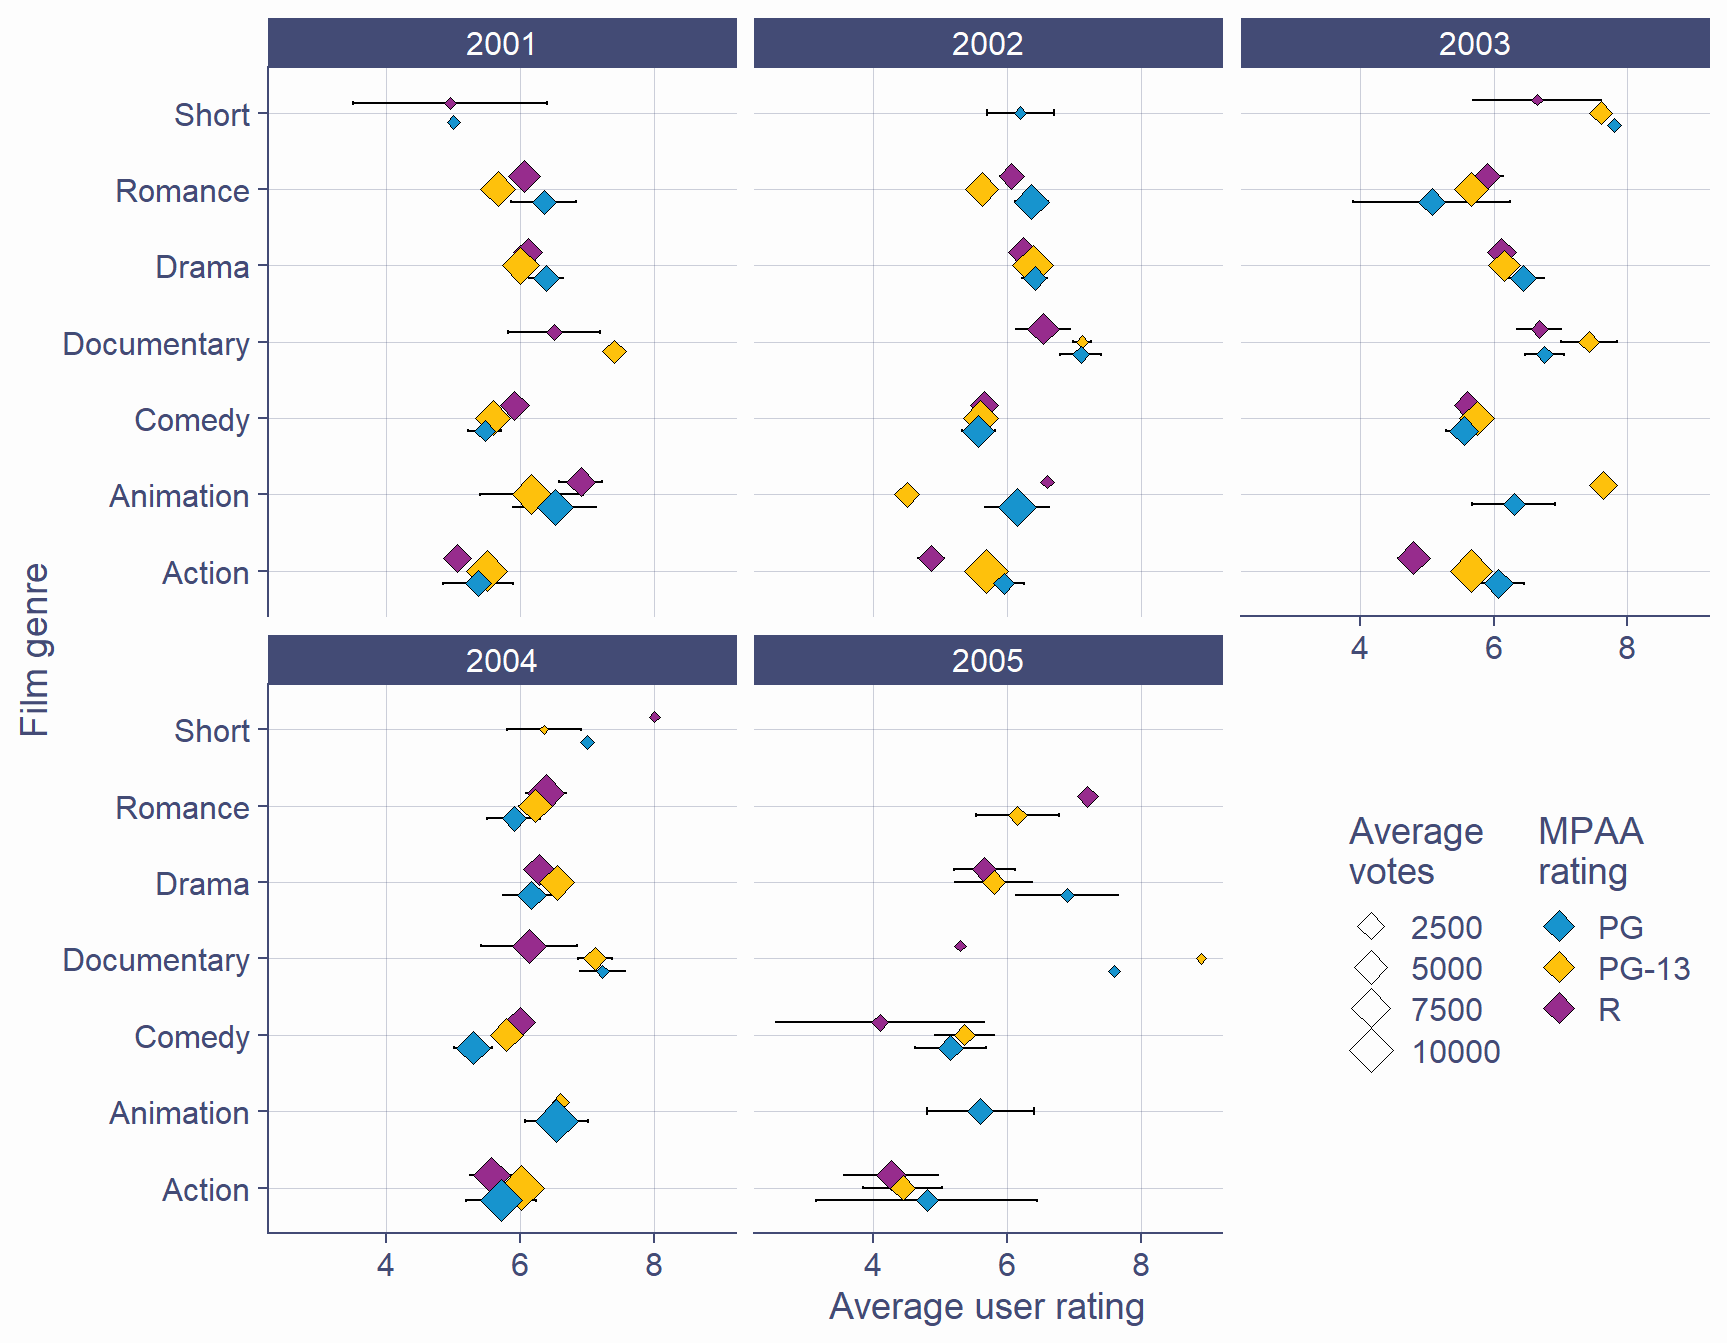 2001
2002
2003
Short
Romance
Drama
Documentary
Comedy
Animation
Action
4 6 8
2004
2005
Short
Romance
Drama
Documentary
Comedy
Animation
Action
4 6 8
4 6 8
Film genre
Average user rating
Average
votes
2500
5000
7500
10000
MPAA
rating
PG
PG-13
R